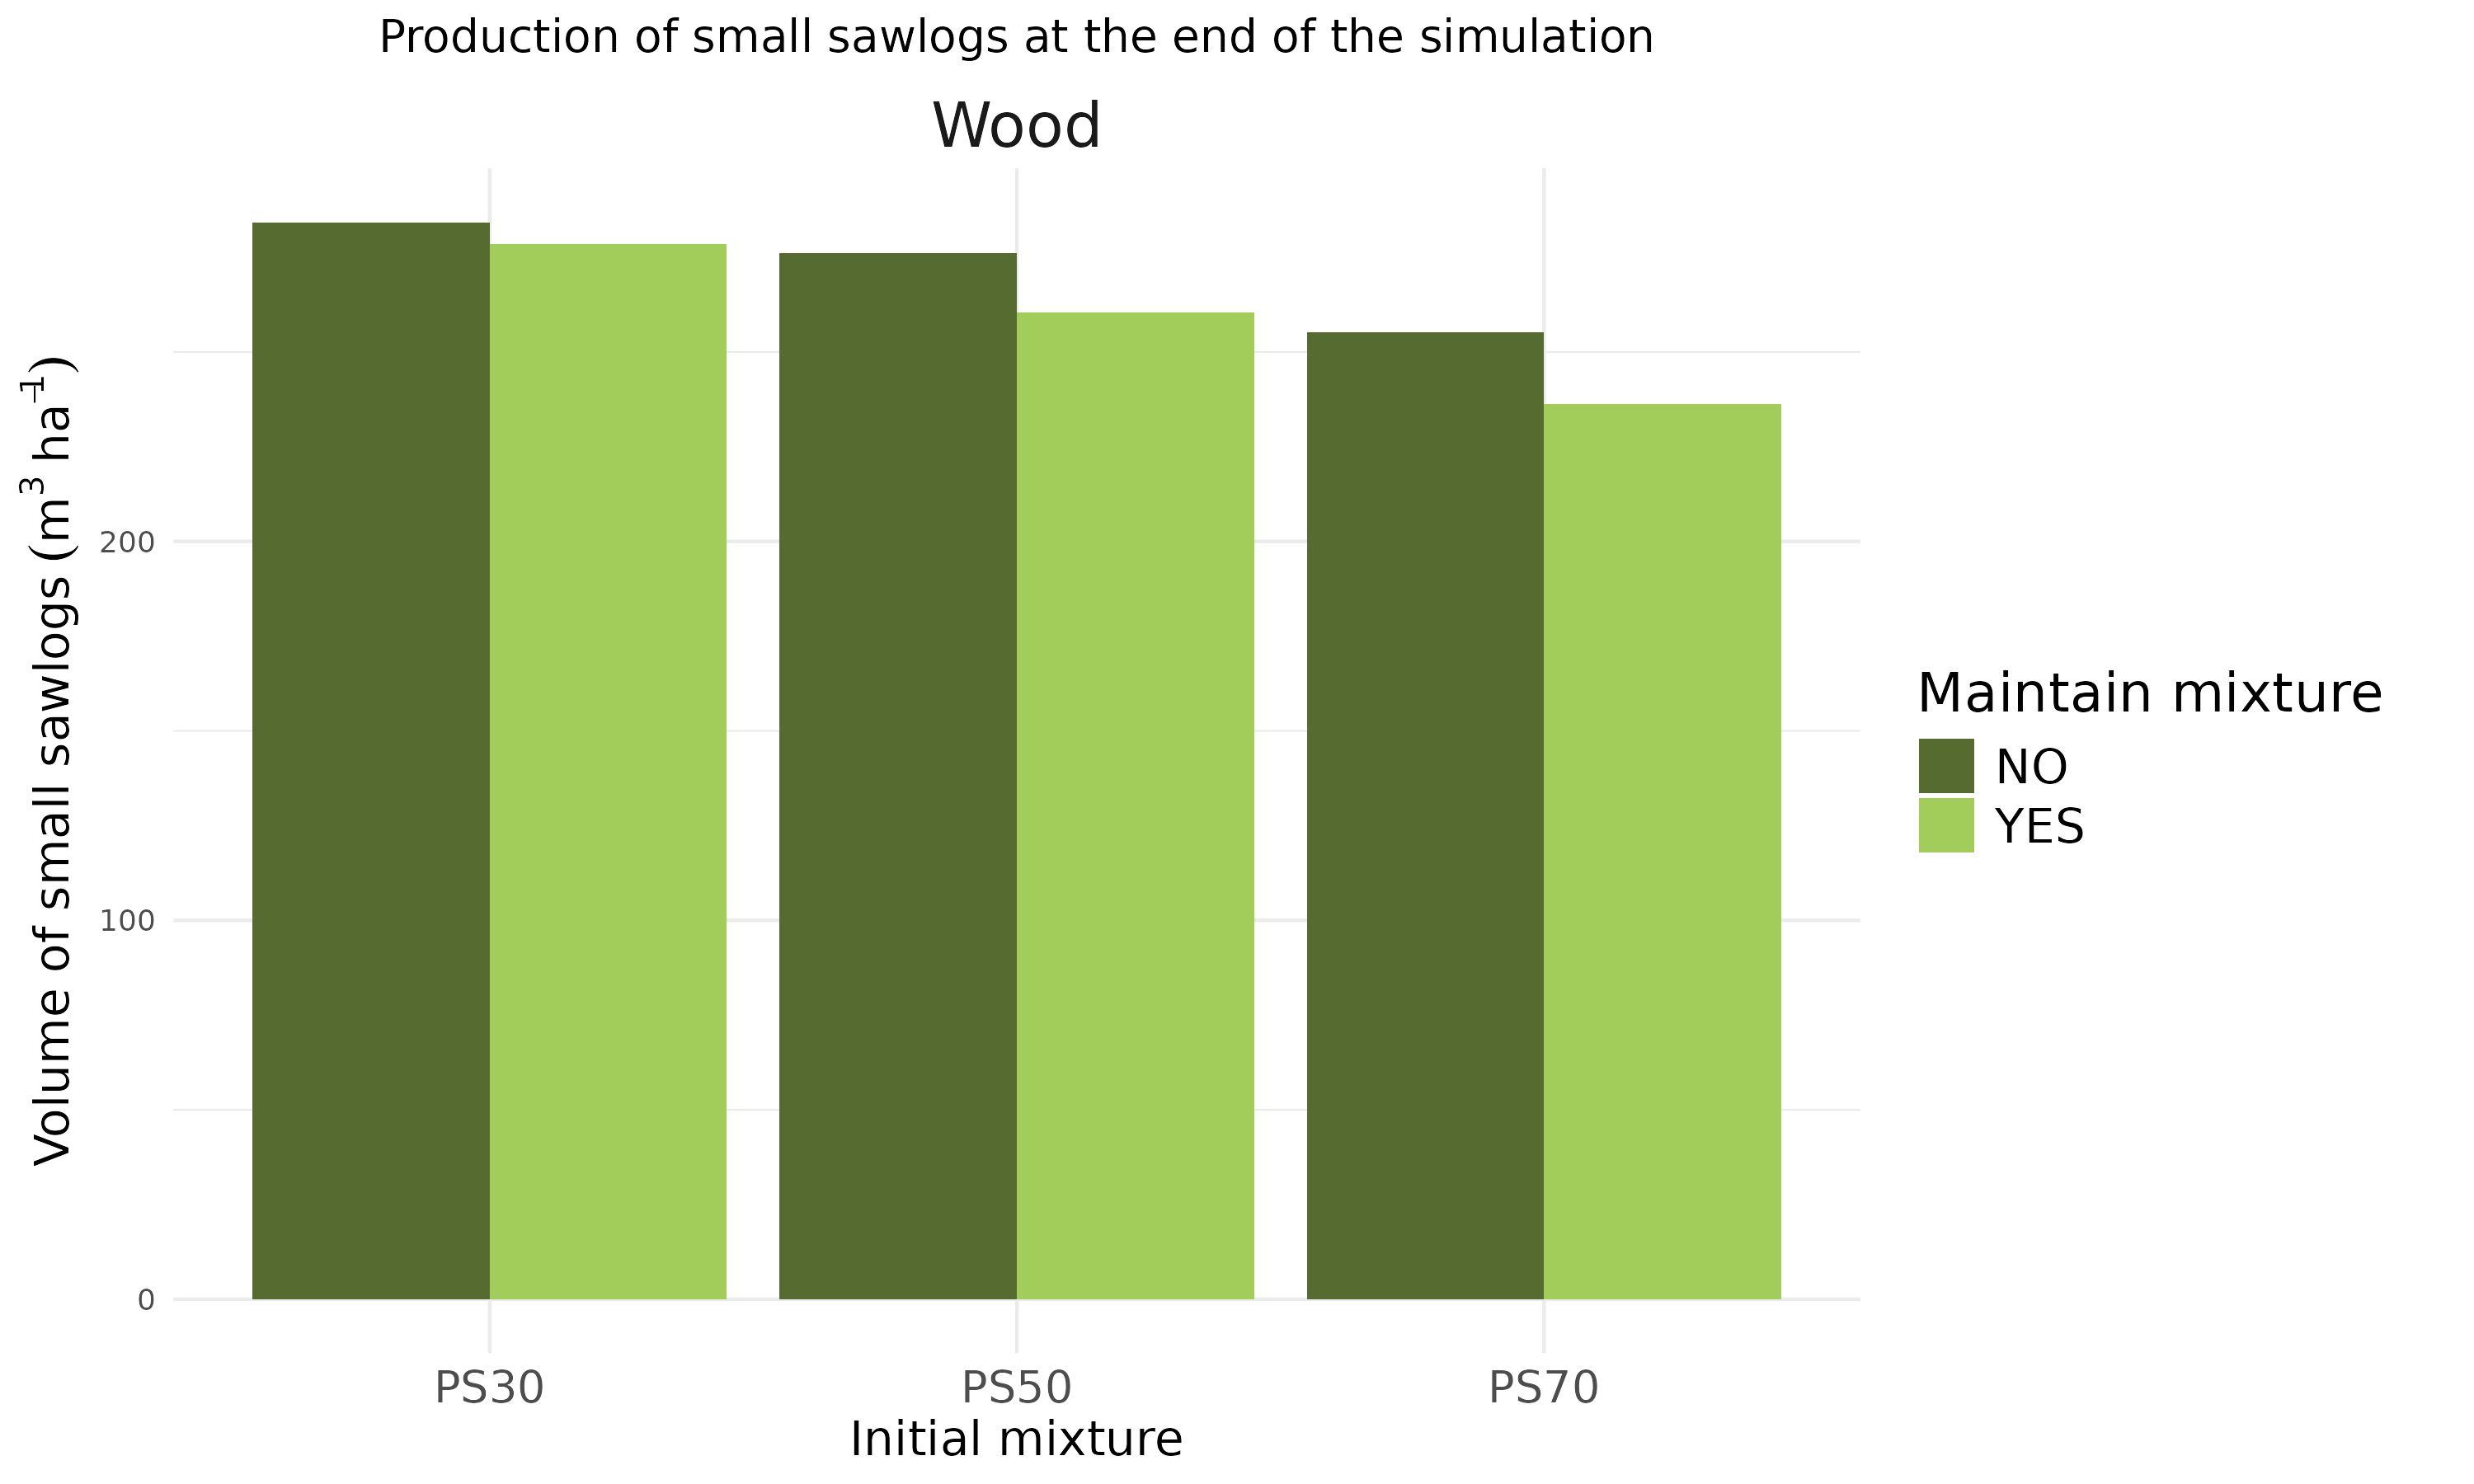 Production of small sawlogs at the end of the simulation
Wood
Volume of small sawlogs (m³ ha⁻¹)
200
100
0
PS30
PS50
PS70
Initial mixture
Maintain mixture
NO
YES